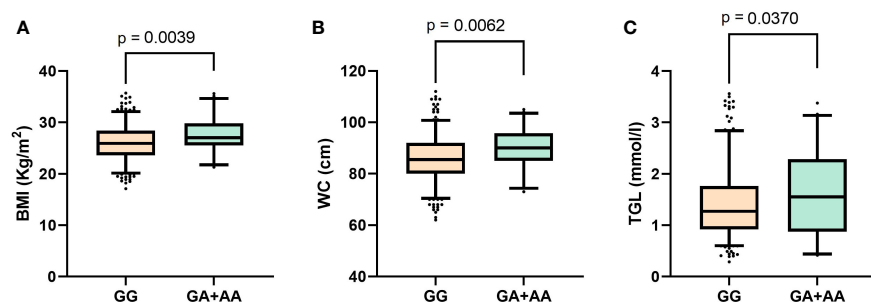 A
p = 0.0039
BMI (Kg/m²)
40
30
20
10
0
GG
GA+AA
B
p = 0.0062
WC (cm)
120
100
80
60
40
GG
GA+AA
C
p = 0.0370
TGL (mmol/l)
4
3
2
1
0
GG
GA+AA